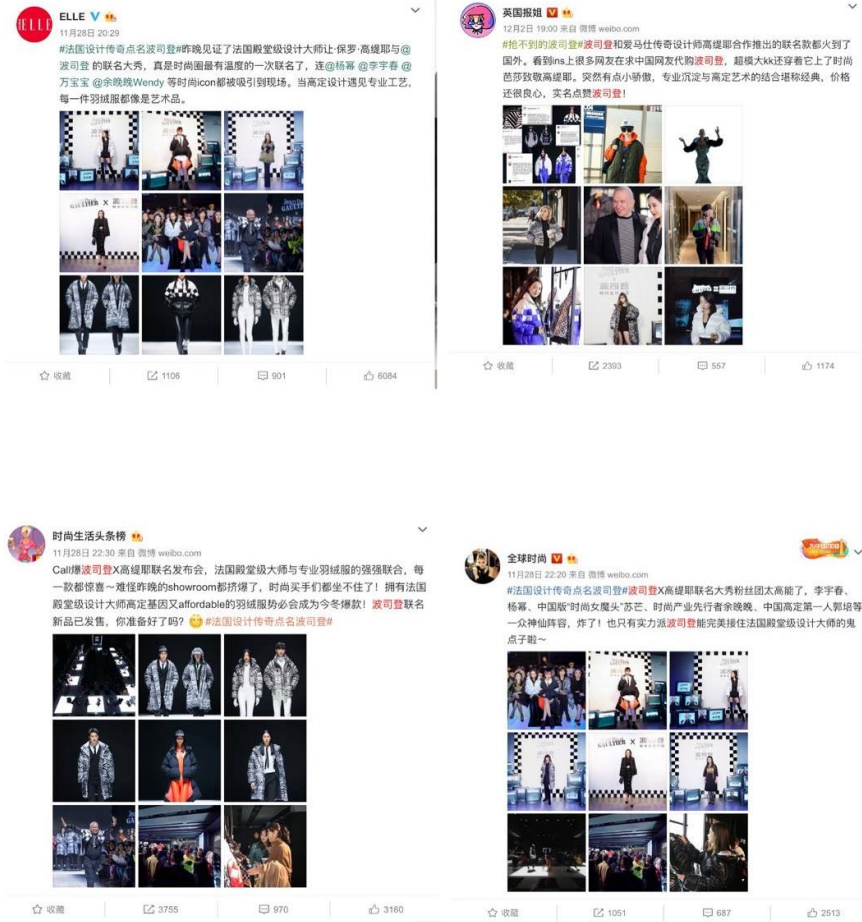 ELLE
ELLE
11月28日 20:29
#法国设计传奇点名波司登#昨晚见证了法国殿堂级设计大师让·保罗·高缇耶与@
波司登 的联名大秀，真是时尚圈最有温度的一次联名了，连@杨幂 @李宇春 @
万宝宝 @余晚晚Wendy 等时尚icon都被吸引到现场。当高定设计遇见专业工艺，
每一件羽绒服都像是艺术品。
收藏
1106
901
6084
英国报姐
12月2日 19:00 来自 微博 weibo.com
#抢不到的波司登#波司登和爱马仕传奇设计师高缇耶合作推出的联名款都火到了
国外。看到ins上很多网友在求中国网友代购波司登，超模大kk还穿着它上了时尚
芭莎致敬高缇耶。突然有点小骄傲，专业沉淀与高定艺术的结合堪称经典，价格
还很良心，实名点赞波司登！
收藏
2393
557
1174
时尚生活头条榜
11月28日 22:30 来自 微博 weibo.com
Call爆波司登X高缇耶联名发布会，法国殿堂级大师与专业羽绒服的强强联合，每
一款都惊喜～难怪昨晚的showroom都挤爆了，时尚买手们都坐不住了！拥有法国
殿堂级设计大师高定基因又affordable的羽绒服势必会成为今冬爆款！波司登联名
新品已发售，你准备好了吗？#法国设计传奇点名波司登#
收藏
3755
970
3160
全球时尚
11月28日 22:20 来自 微博 weibo.com
#法国设计传奇点名波司登#波司登X高缇耶联名大秀粉丝团太高能了，李宇春、
杨幂、中国版“时尚女魔头”苏芒、时尚产业先行者余晚晚、中国高定第一人郭培等
一众神仙阵容，炸了！也只有实力派波司登能完美接住法国殿堂级设计大师的鬼
点子啦～
收藏
1051
687
2513